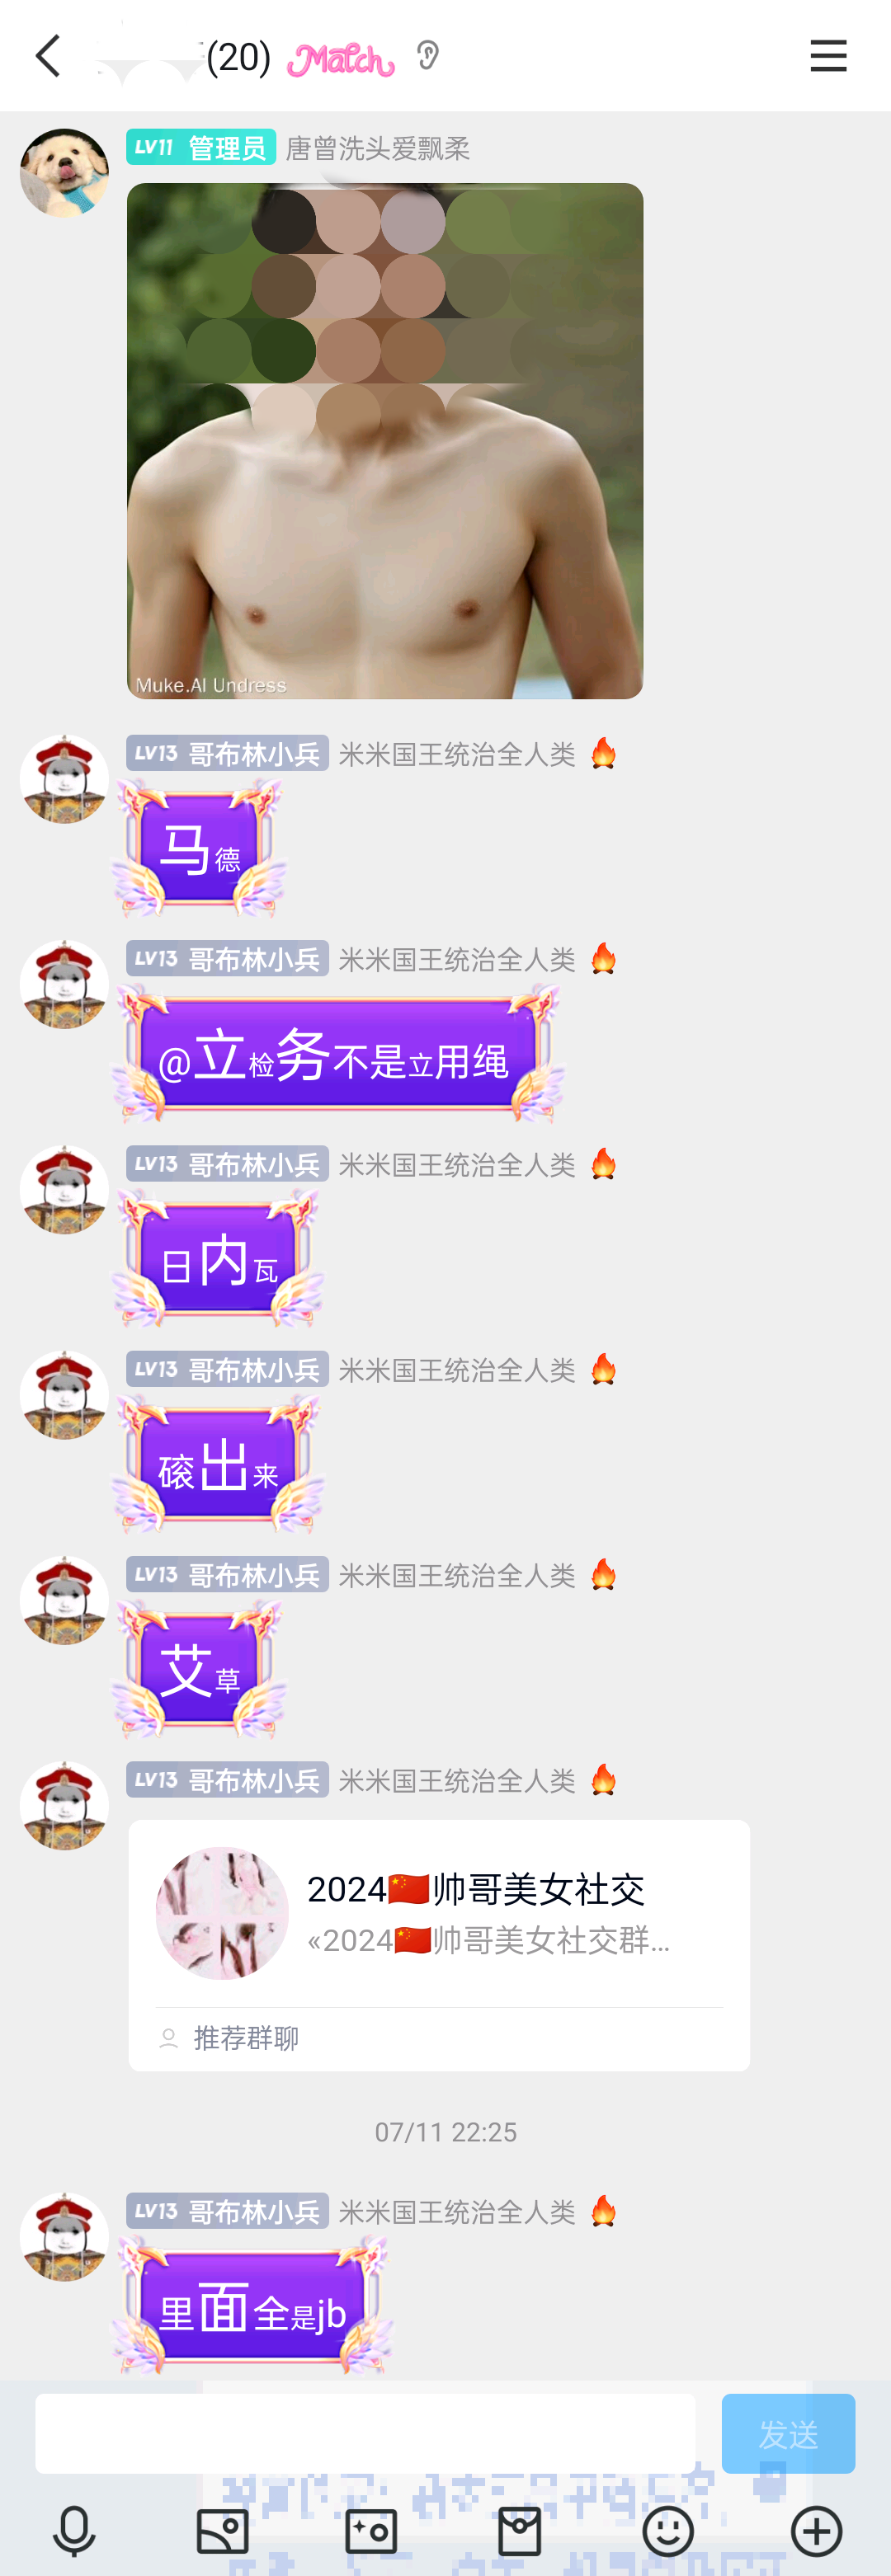 (20) Match
LV11 管理员 唐曾洗头爱飘柔
Muke.AI Undress
LV13 哥布林小兵 米米国王统治全人类
马德
LV13 哥布林小兵 米米国王统治全人类
@立检务不是立用绳
LV13 哥布林小兵 米米国王统治全人类
日内瓦
LV13 哥布林小兵 米米国王统治全人类
磙出来
LV13 哥布林小兵 米米国王统治全人类
艾草
LV13 哥布林小兵 米米国王统治全人类
2024🇨🇳帅哥美女社交
«2024🇨🇳帅哥美女社交群...
推荐群聊
07/11 22:25
LV13 哥布林小兵 米米国王统治全人类
里面全是jb
发送